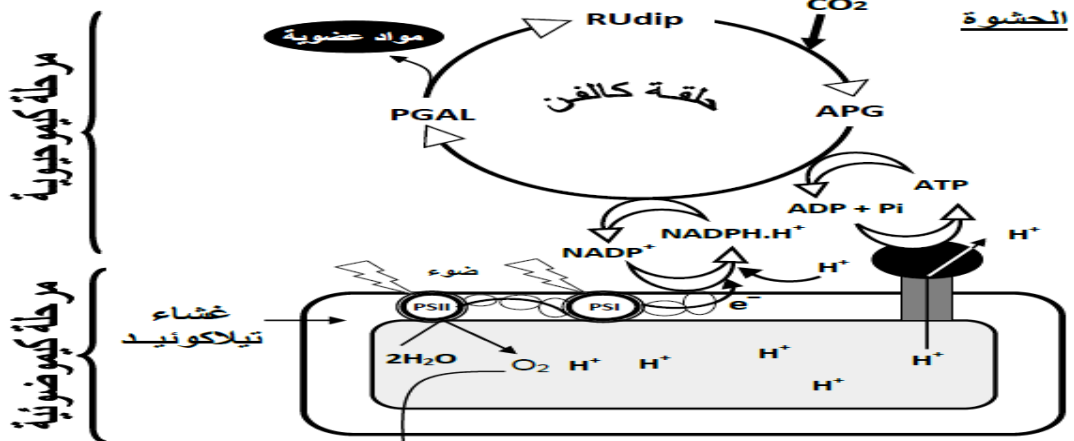 CO₂
الحشوة
RUdip
مواد عضوية
حلقة كالفن
PGAL
APG
مرحلة كيموحيوية
ATP
ADP + Pi
NADP⁺
NADPH.H⁺
H⁺
H⁺
ضوء
PSII
PSI
e⁻
غشاء
تيلاكوئيد
مرحلة كيموضوئية
2H₂O
O₂
H⁺
H⁺
H⁺
H⁺
H⁺